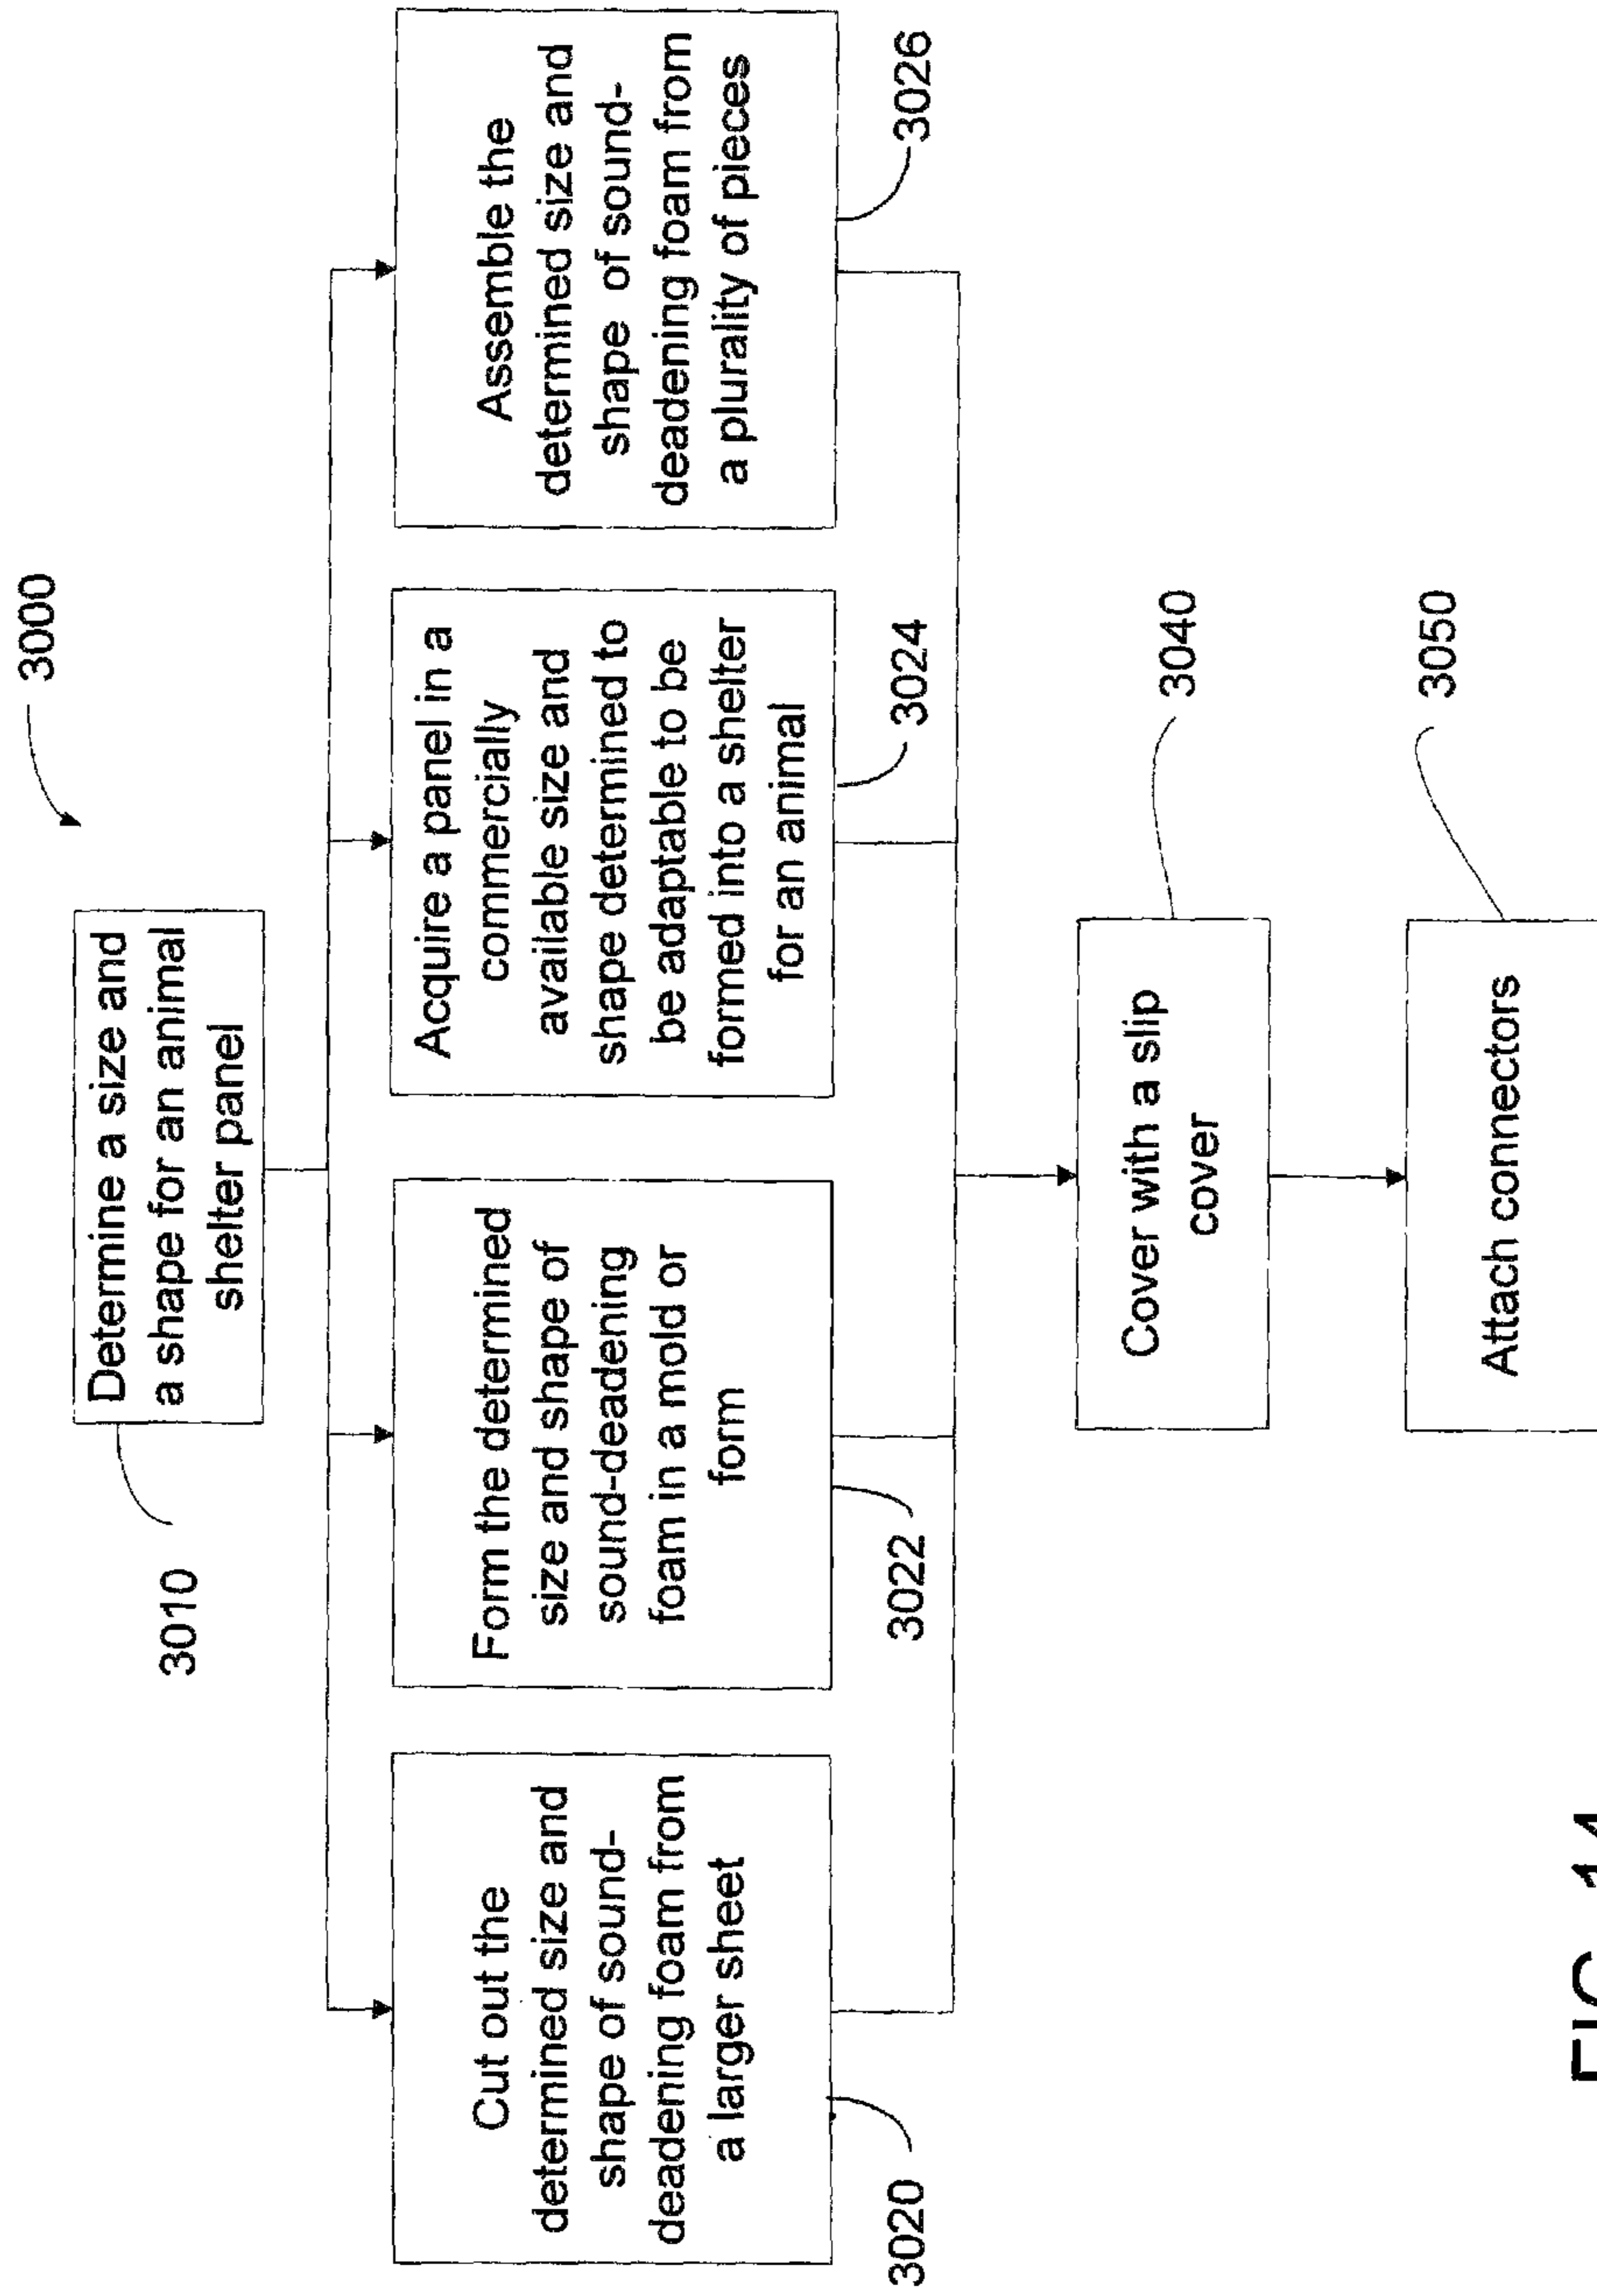 3000
Determine a size and
a shape for an animal
shelter panel
3010
Cut out the
determined size and
shape of sound-
deadening foam from
a larger sheet
3020
Form the determined
size and shape of
sound-deadening
foam in a mold or
form
3022
Acquire a panel in a
commercially
available size and
shape determined to
be adaptable to be
formed into a shelter
for an animal
3024
Assemble the
determined size and
shape of sound-
deadening foam from
a plurality of pieces
3026
Cover with a slip
cover
3040
Attach connectors
3050